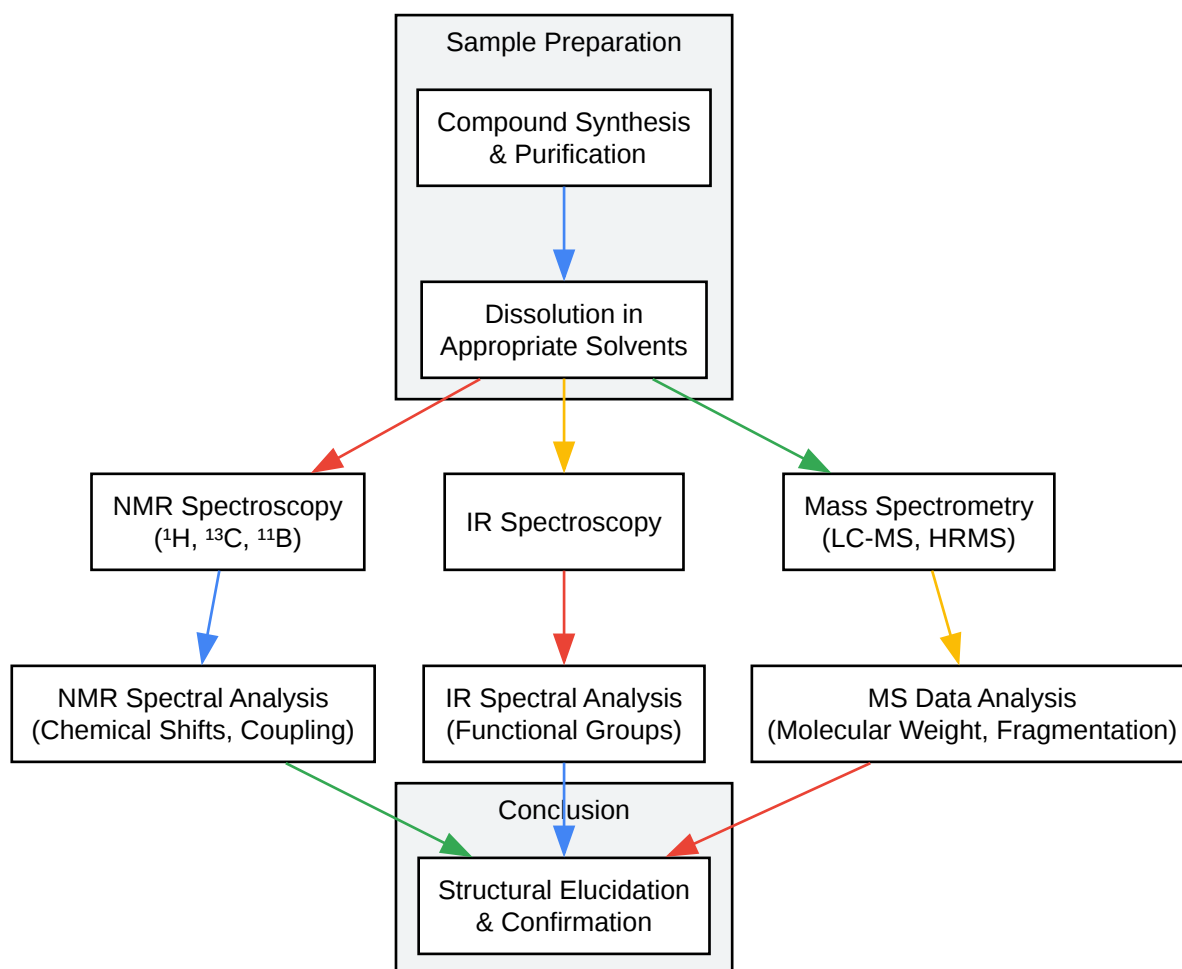 Sample Preparation
Compound Synthesis
& Purification
Dissolution in
Appropriate Solvents
NMR Spectroscopy
(¹H, ¹³C, ¹¹B)
IR Spectroscopy
Mass Spectrometry
(LC-MS, HRMS)
NMR Spectral Analysis
(Chemical Shifts, Coupling)
IR Spectral Analysis
(Functional Groups)
MS Data Analysis
(Molecular Weight, Fragmentation)
Conclusion
Structural Elucidation
& Confirmation